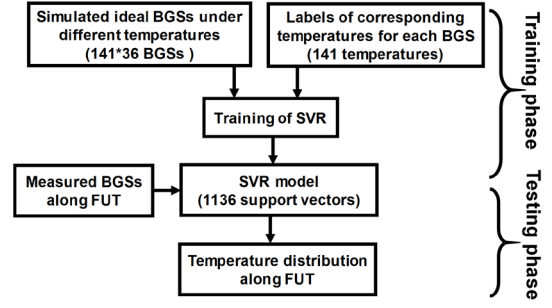 Simulated ideal BGSs under
different temperatures
(141*36 BGSs )
Labels of corresponding
temperatures for each BGS
(141 temperatures)
Training phase
Training of SVR
Measured BGSs
along FUT
SVR model
(1136 support vectors)
Testing phase
Temperature distribution
along FUT